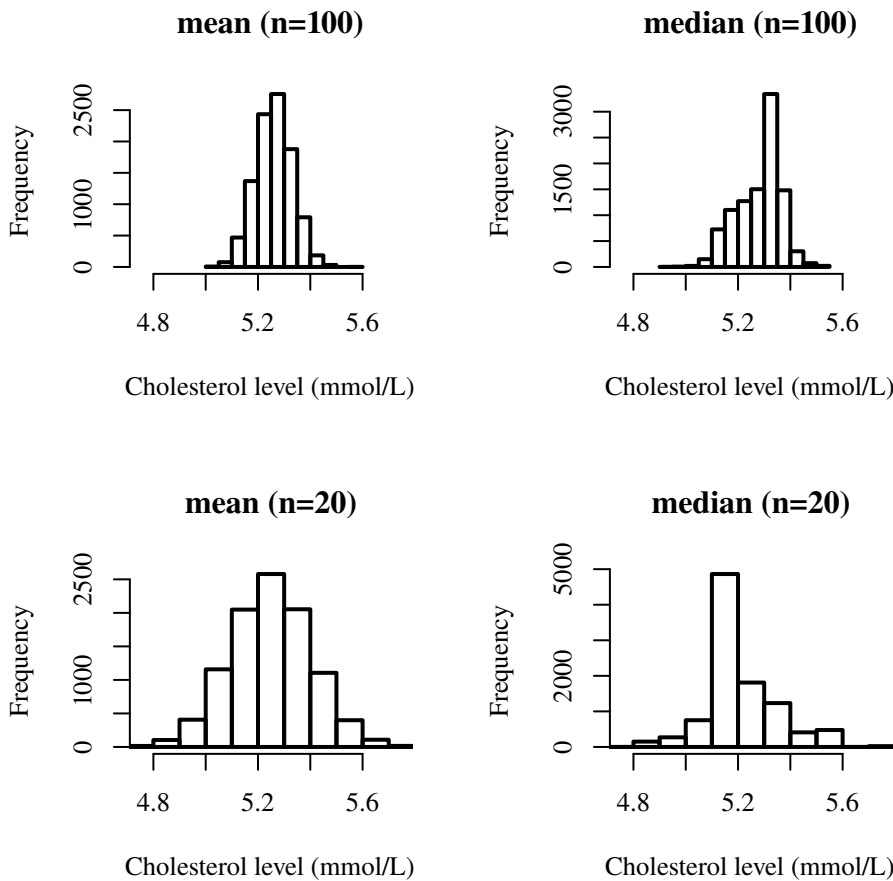 mean (n=100)
Frequency
0
1000
2500
4.8
5.2
5.6
Cholesterol level (mmol/L)
median (n=100)
Frequency
0
1500
3000
4.8
5.2
5.6
Cholesterol level (mmol/L)
mean (n=20)
Frequency
0
1000
2500
4.8
5.2
5.6
Cholesterol level (mmol/L)
median (n=20)
Frequency
0
2000
5000
4.8
5.2
5.6
Cholesterol level (mmol/L)